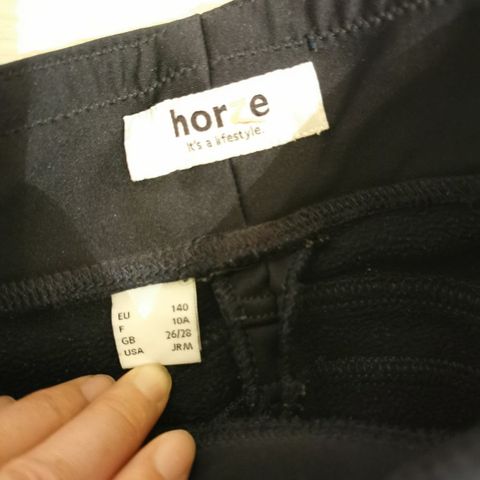 horze
it's a lifestyle.
EU 140
F 10A
GB 26/28
USA JR/M